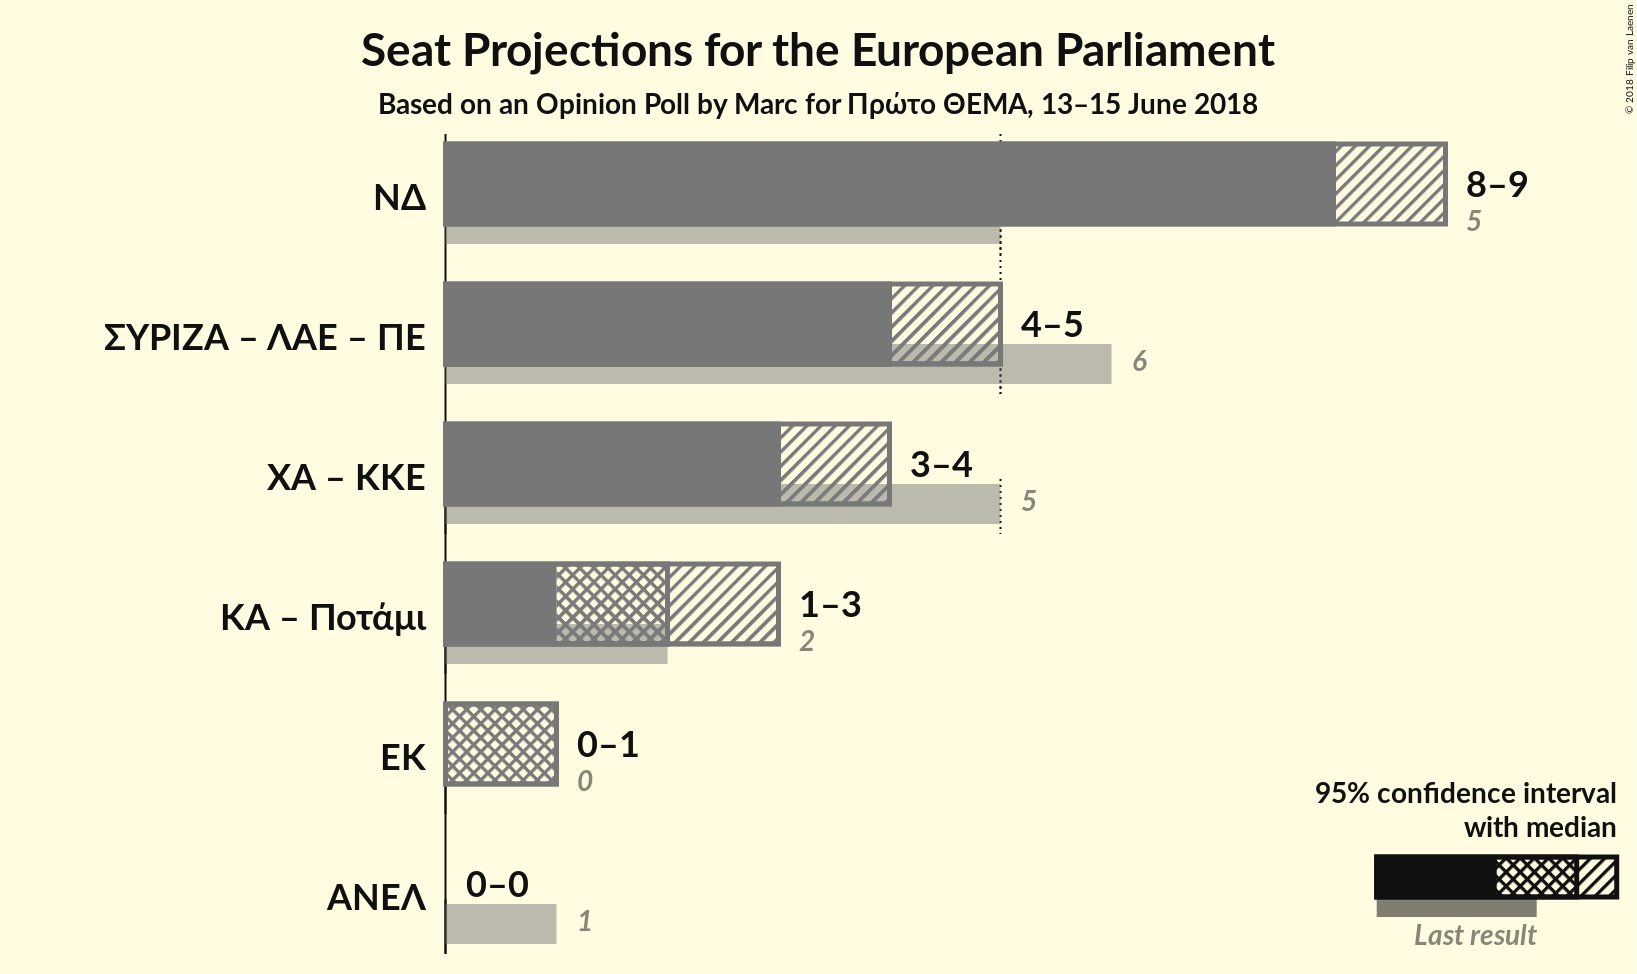 Seat Projections for the European Parliament
Based on an Opinion Poll by Marc for Πρώτο ΘΕΜΑ, 13–15 June 2018
© 2018 Filip van Laenen
ΝΔ
8–9
5
ΣΥΡΙΖΑ – ΛΑΕ – ΠΕ
4–5
6
ΧΑ – ΚΚΕ
3–4
5
ΚΑ – Ποτάμι
1–3
2
ΕΚ
0–1
0
ΑΝΕΛ
0–0
1
95% confidence interval
with median
Last result